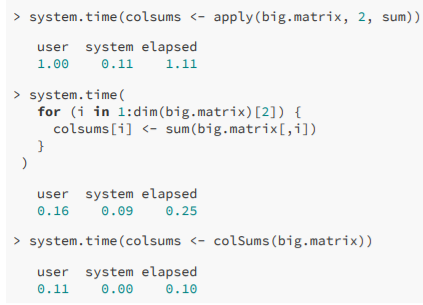 > system.time(colsums <- apply(big.matrix, 2, sum))
user system elapsed
1.00 0.11 1.11
> system.time(
for (i in 1:dim(big.matrix)[2]) {
colsums[i] <- sum(big.matrix[,i])
}
)
user system elapsed
0.16 0.09 0.25
> system.time(colsums <- colSums(big.matrix))
user system elapsed
0.11 0.00 0.10